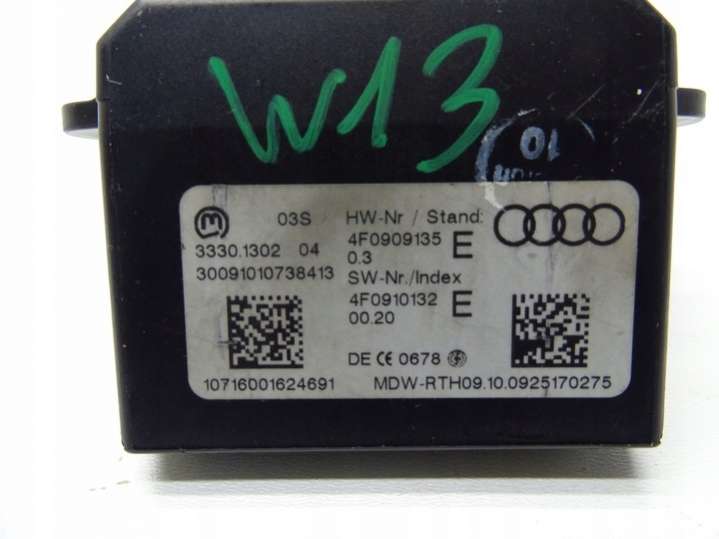 W13
01
03S HW-Nr / Stand:
3330.1302 04 4F0909135 E
0.3
30091010738413 SW-Nr./Index
4F0910132 E
00.20
DE CE 0678
10716001624691 MDW-RTH09.10.0925170275